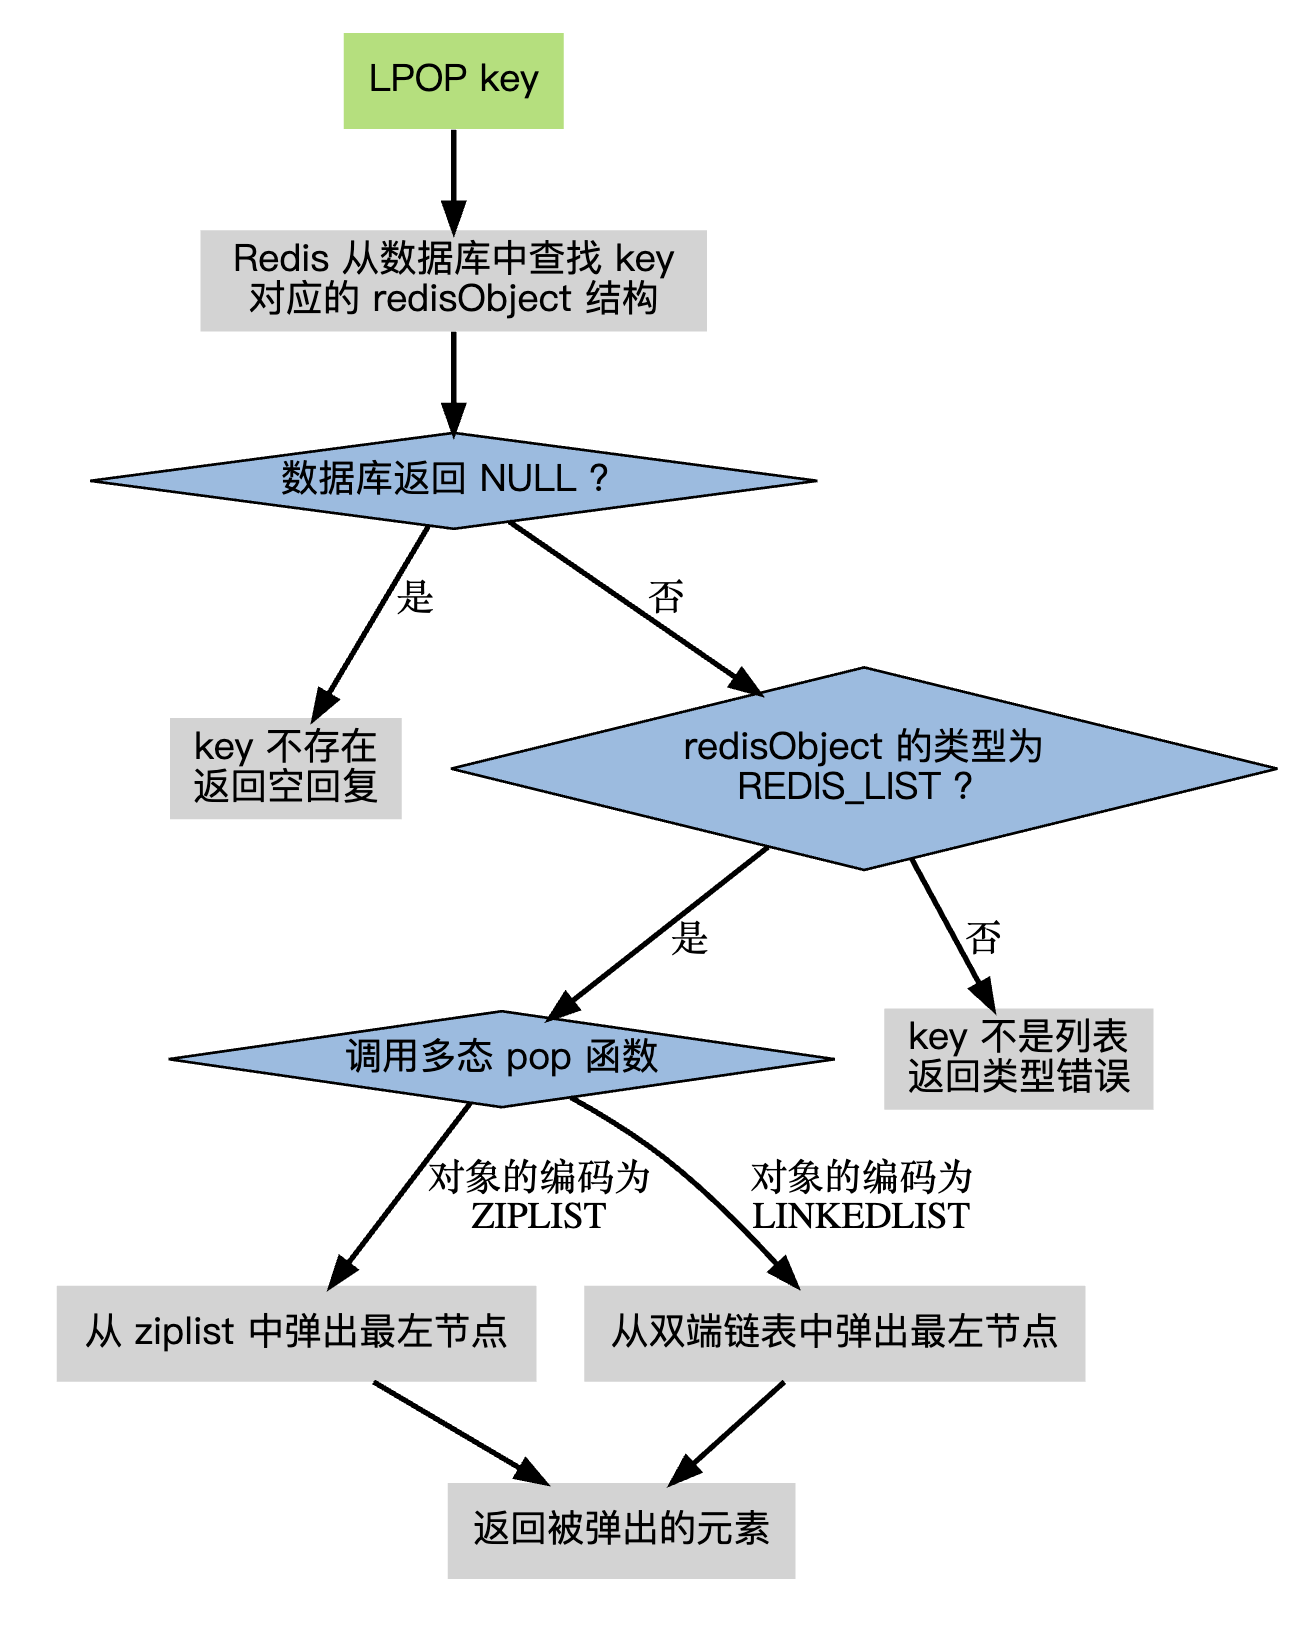 LPOP key
Redis 从数据库中查找 key
对应的 redisObject 结构
数据库返回 NULL ？
是
否
key 不存在
返回空回复
redisObject 的类型为
REDIS_LIST ？
是
否
key 不是列表
返回类型错误
调用多态 pop 函数
对象的编码为
ZIPLIST
对象的编码为
LINKEDLIST
从 ziplist 中弹出最左节点
从双端链表中弹出最左节点
返回被弹出的元素